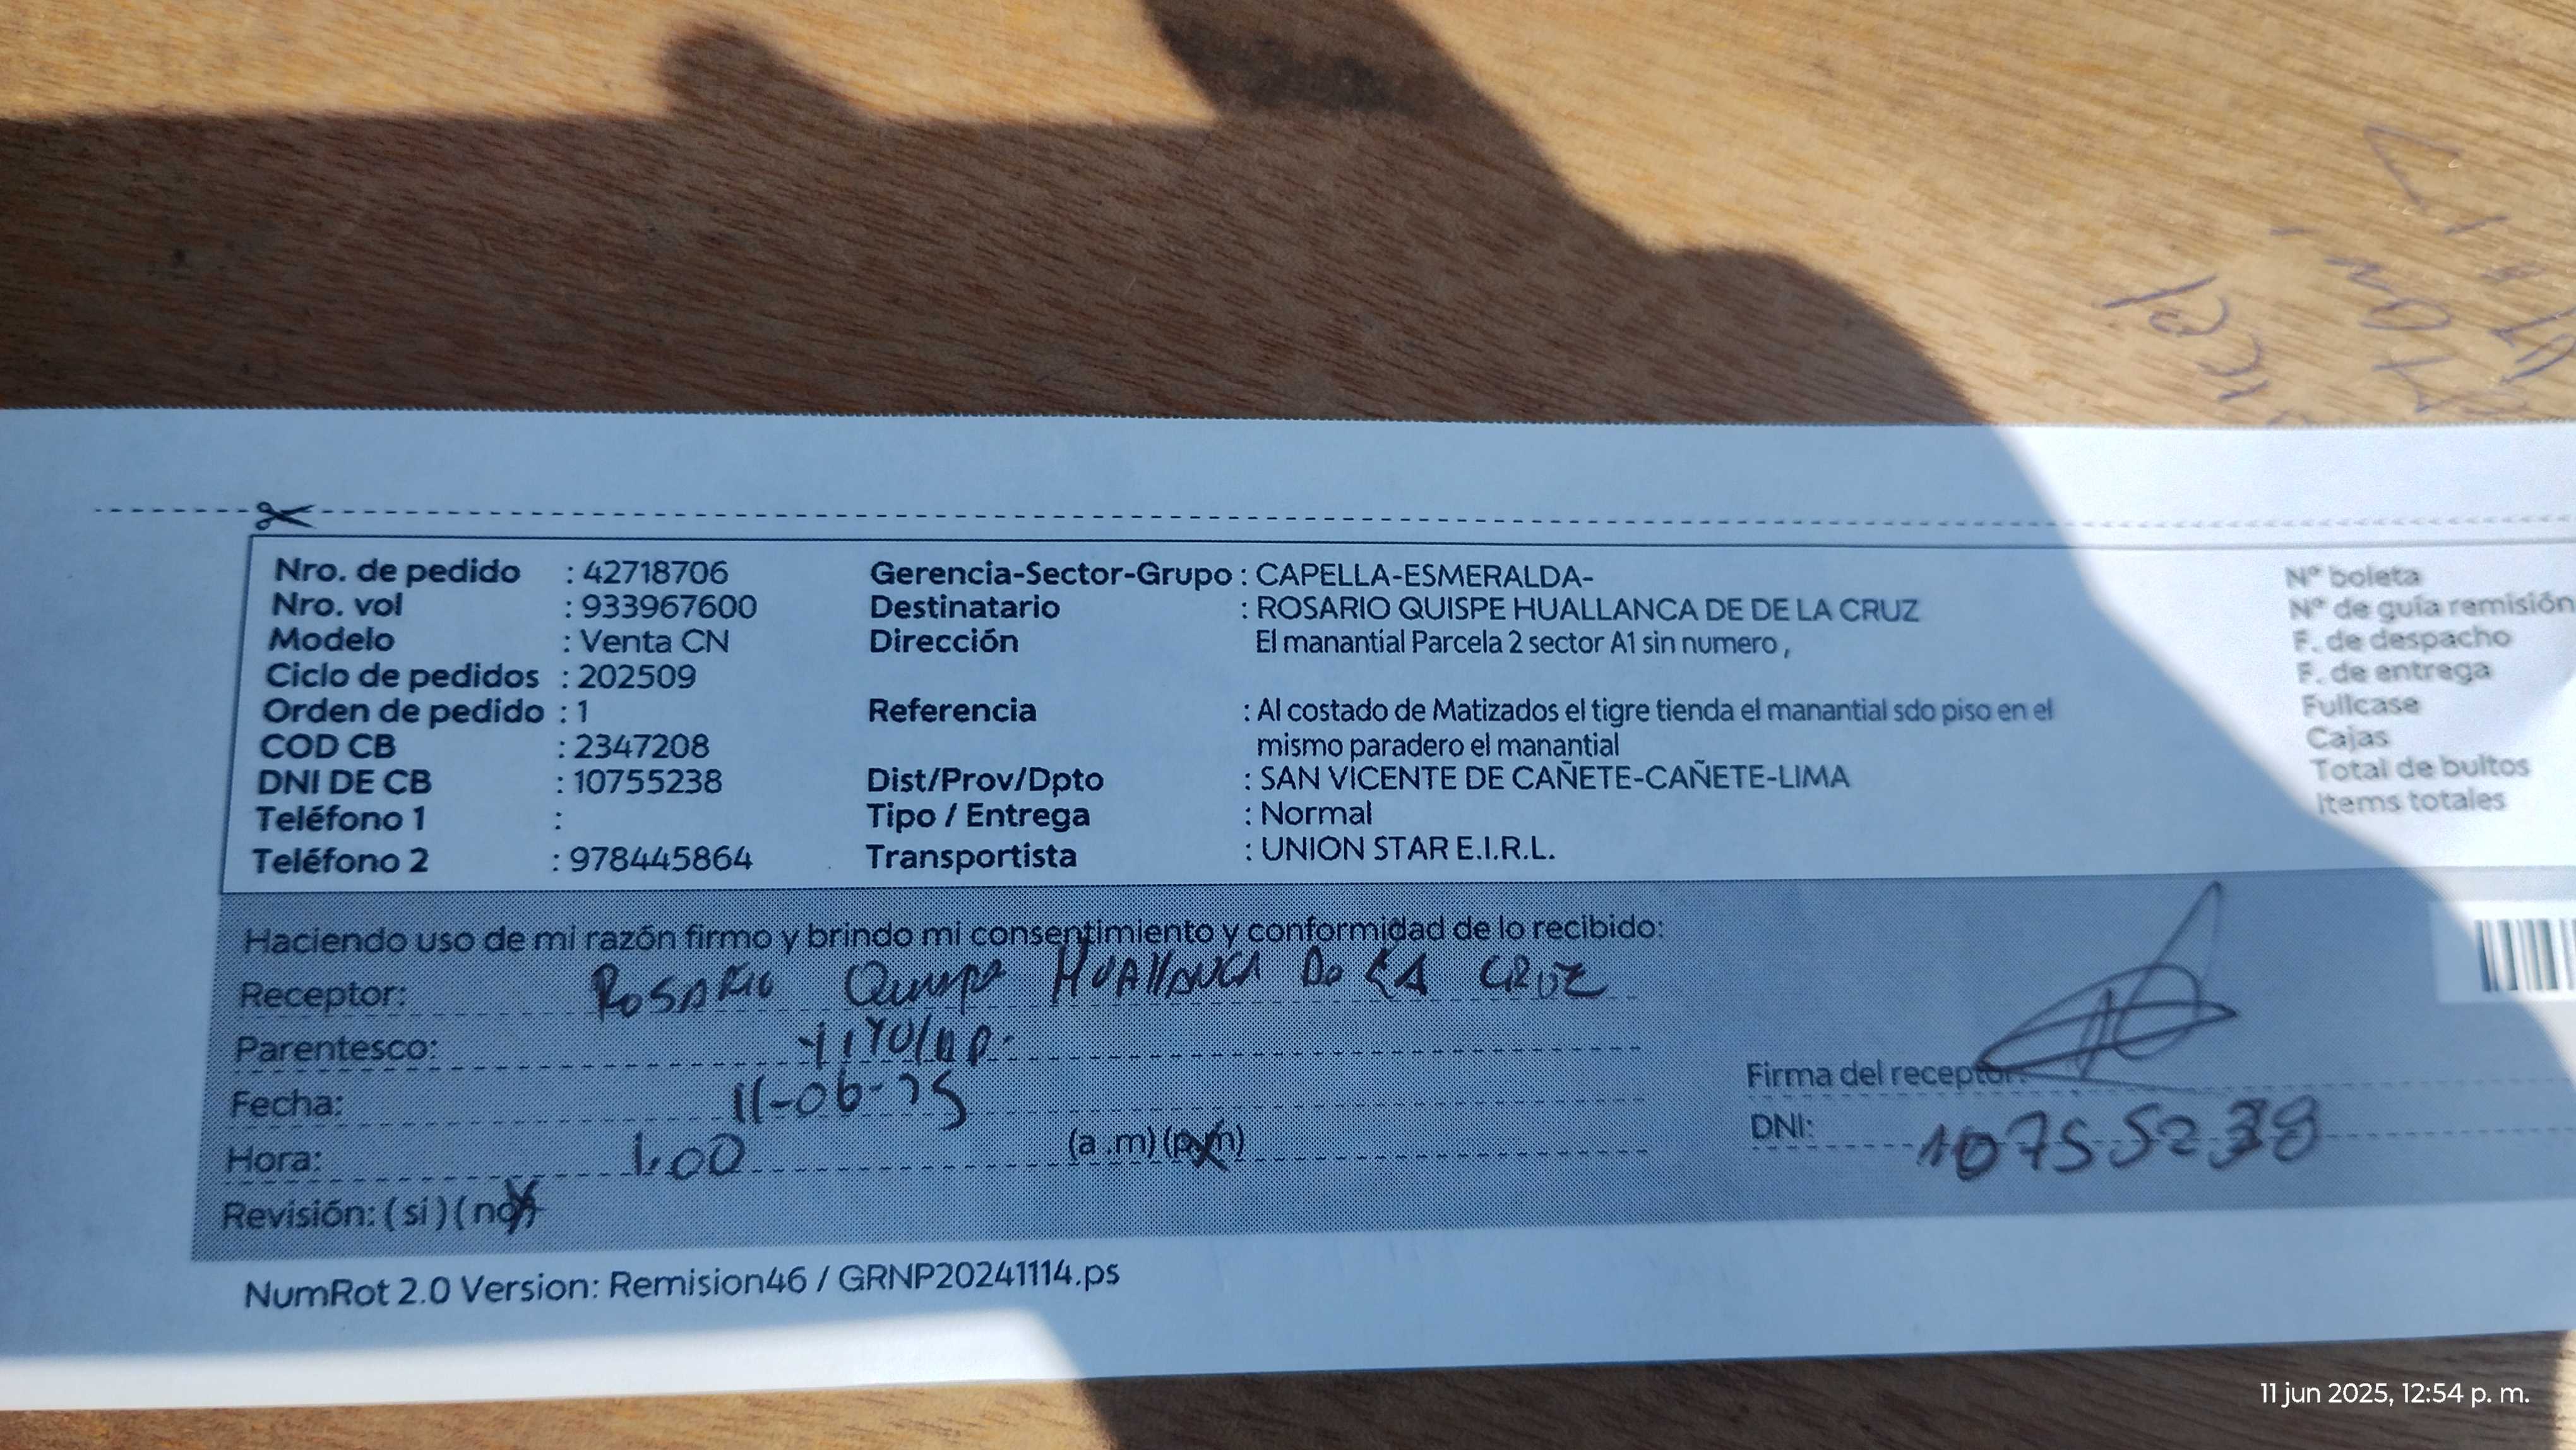 Nro. de pedido : 42718706
Nro. vol : 933967600
Modelo : Venta CN
Ciclo de pedidos : 202509
Orden de pedido : 1
COD CB : 2347208
DNI DE CB : 10755238
Teléfono 1 :
Teléfono 2 : 978445864
Gerencia-Sector-Grupo : CAPELLA-ESMERALDA-
Destinatario : ROSARIO QUISPE HUALLANCA DE DE LA CRUZ
Dirección El manantial Parcela 2 sector A1 sin numero ,
Referencia : Al costado de Matizados el tigre tienda el manantial sdo piso en el
mismo paradero el manantial
Dist/Prov/Dpto : SAN VICENTE DE CAÑETE-CAÑETE-LIMA
Tipo / Entrega : Normal
Transportista : UNION STAR E.I.R.L.
N° boleta
N° de guía remisión
F. de despacho
F. de entrega
Fullcase
Cajas
Total de bultos
Items totales
Haciendo uso de mi razón firmo y brindo mi consentimiento y conformidad de lo recibido:
Receptor: ROSARIO Quispe HUAllANCA De LA CRUZ
Parentesco:
Fecha: 11-06-25
Hora: 1.00 (a .m) (p.m)
Revisión: ( si ) ( no )
Firma del receptor:
DNI: 10755238
NumRot 2.0 Version: Remision46 / GRNP20241114.ps
11 jun 2025, 12:54 p. m.